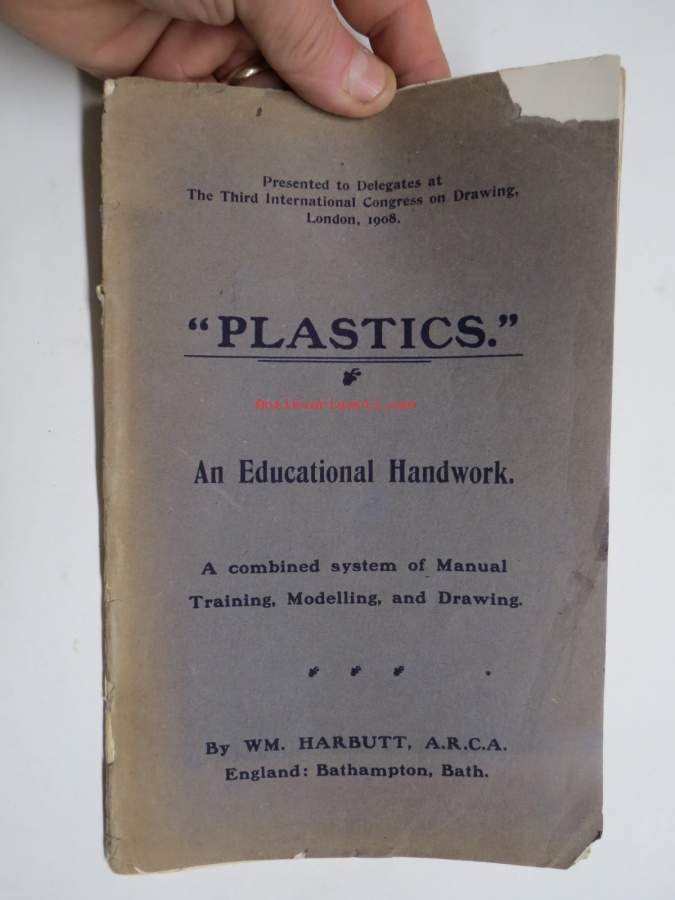 Presented to Delegates at
The Third International Congress on Drawing,
London, 1908.
“PLASTICS.”
Antikvariaatti.net
An Educational Handwork.
A combined system of Manual
Training, Modelling, and Drawing.
By WM. HARBUTT, A.R.C.A.
England: Bathampton, Bath.